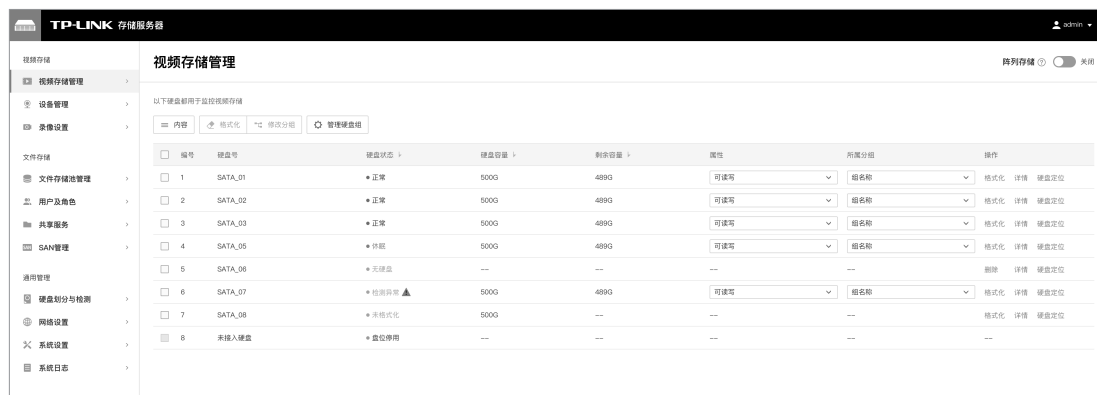 TP-LINK 存储服务器
admin
视频存储
视频存储管理
设备管理
录像设置
文件存储
文件存储池管理
用户及角色
共享服务
SAN管理
通用管理
硬盘划分与检测
网络设置
系统设置
系统日志
视频存储管理
阵列存储 ? 关闭
以下硬盘都用于监控视频存储
内容 格式化 修改分组 管理硬盘组
编号 硬盘号 硬盘状态 硬盘容量 剩余容量 属性 所属分组 操作
1 SATA_01 正常 500G 489G 可读写 组名称 格式化 详情 硬盘定位
2 SATA_02 正常 500G 489G 可读写 组名称 格式化 详情 硬盘定位
3 SATA_03 正常 500G 489G 可读写 组名称 格式化 详情 硬盘定位
4 SATA_05 休眠 500G 489G 可读写 组名称 格式化 详情 硬盘定位
5 SATA_06 无硬盘 -- -- -- -- 删除 详情 硬盘定位
6 SATA_07 检测异常 500G 489G 可读写 组名称 格式化 详情 硬盘定位
7 SATA_08 未格式化 500G -- -- -- 格式化 详情 硬盘定位
8 未接入硬盘 盘位停用 -- -- -- -- --